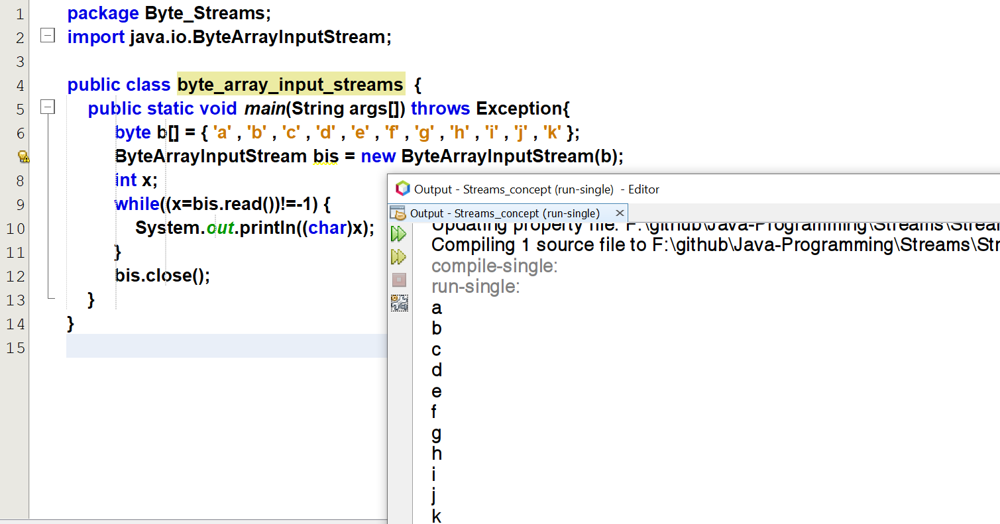 1 package Byte_Streams;
2 import java.io.ByteArrayInputStream;
3
4 public class byte_array_input_streams {
5 public static void main(String args[]) throws Exception{
6 byte b[] = { 'a' , 'b' , 'c' , 'd' , 'e' , 'f' , 'g' , 'h' , 'i' , 'j' , 'k' };
ByteArrayInputStream bis = new ByteArrayInputStream(b);
8 int x;
9 while((x=bis.read())!=-1) {
10 System.out.println((char)x);
11 }
12 bis.close();
13 }
14 }
15
Output - Streams_concept (run-single) - Editor
Output - Streams_concept (run-single) ×
Updating property file: F:\github\Java-Programming\Streams\Stream
Compiling 1 source file to F:\github\Java-Programming\Streams\Str
compile-single:
run-single:
a
b
c
d
e
f
g
h
i
j
k